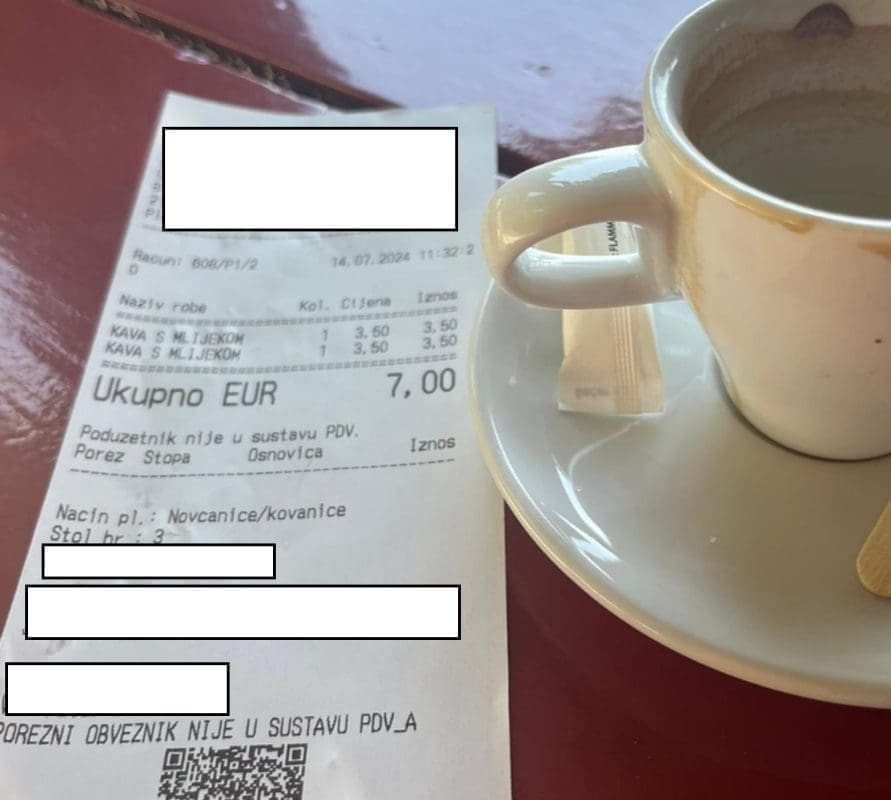 Racun: 608/P1/2 14.07.2024 11:32:2
0
Naziv robe Kol. Cijena Iznos
KAVA S MLIJEKOM 1 3,50 3,50
KAVA S MLIJEKOM 1 3,50 3,50
Ukupno EUR 7,00
Poduzetnik nije u sustavu PDV.
Porez Stopa Osnovica Iznos
Nacin pl.: Novcanice/kovanice
Stol br.: 3
POREZNI OBVEZNIK NIJE U SUSTAVU PDV_A